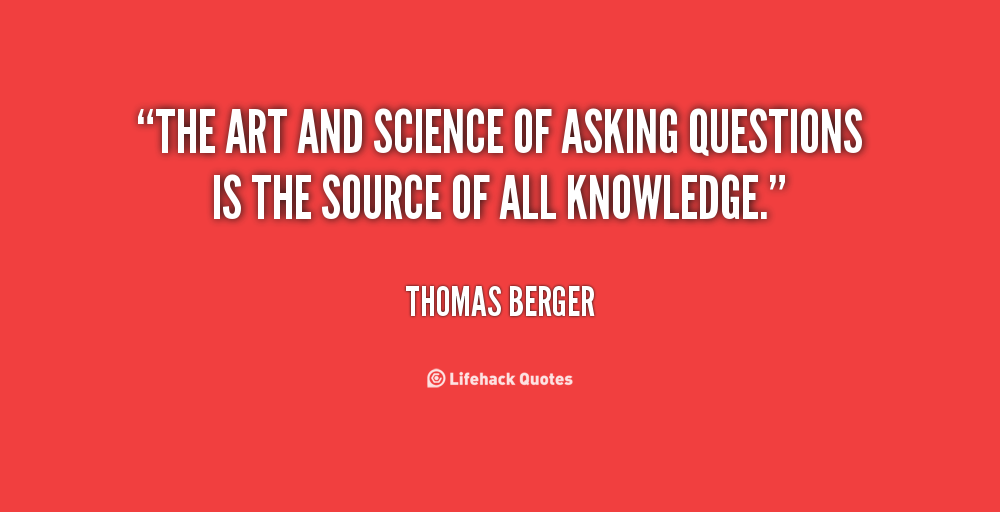 “THE ART AND SCIENCE OF ASKING QUESTIONS
IS THE SOURCE OF ALL KNOWLEDGE.”
THOMAS BERGER
Lifehack Quotes